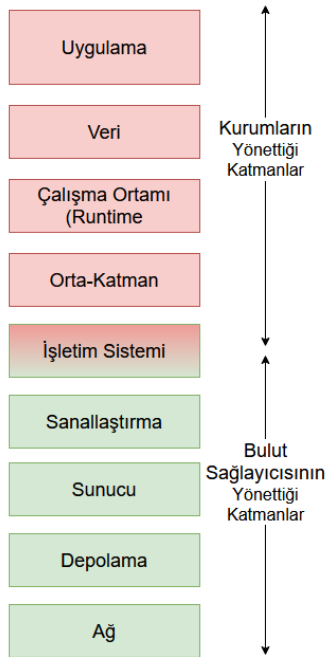 Uygulama
Veri
Çalışma Ortamı
(Runtime
Orta-Katman
İşletim Sistemi
Sanallaştırma
Sunucu
Depolama
Ağ
Kurumların
Yönettiği
Katmanlar
Bulut
Sağlayıcısının
Yönettiği
Katmanlar